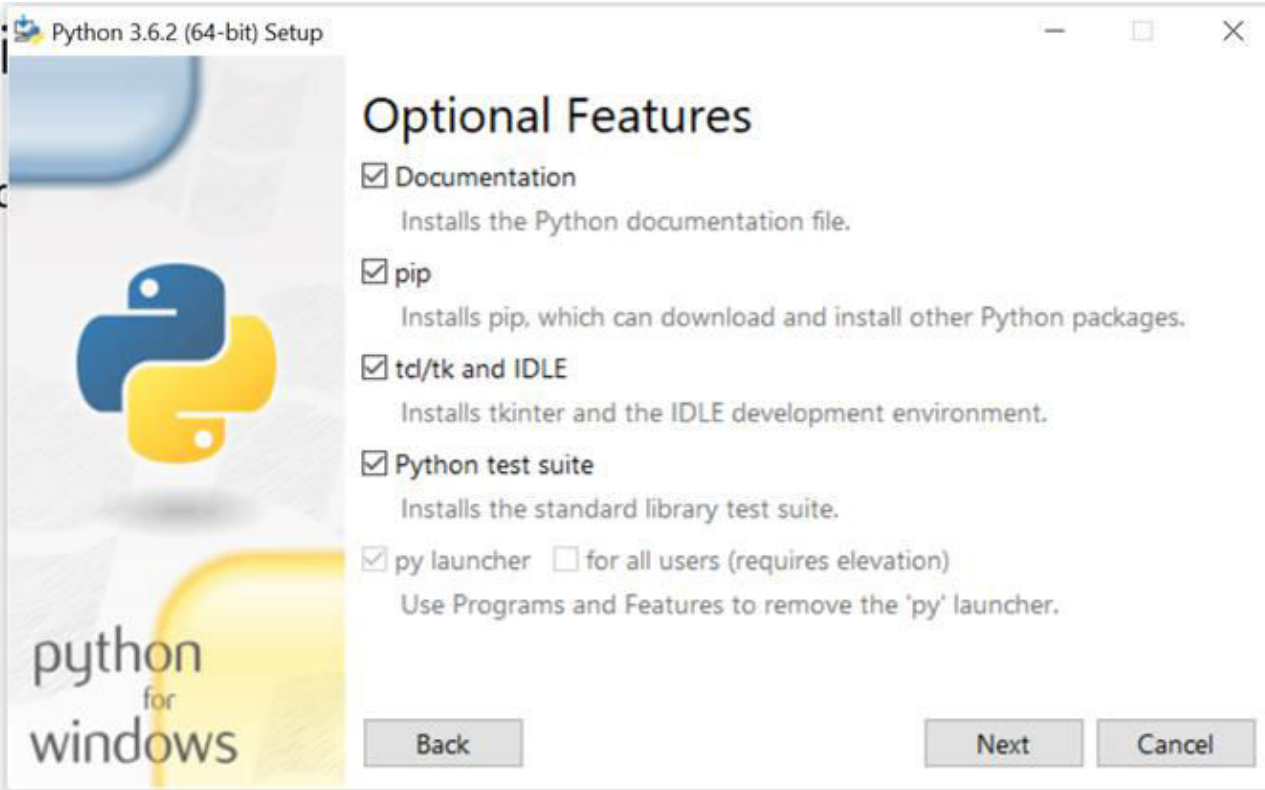 Python 3.6.2 (64-bit) Setup
Optional Features
Documentation
Installs the Python documentation file.
pip
Installs pip, which can download and install other Python packages.
tcl/tk and IDLE
Installs tkinter and the IDLE development environment.
Python test suite
Installs the standard library test suite.
py launcher for all users (requires elevation)
Use Programs and Features to remove the 'py' launcher.
python
for
windows
Back Next Cancel